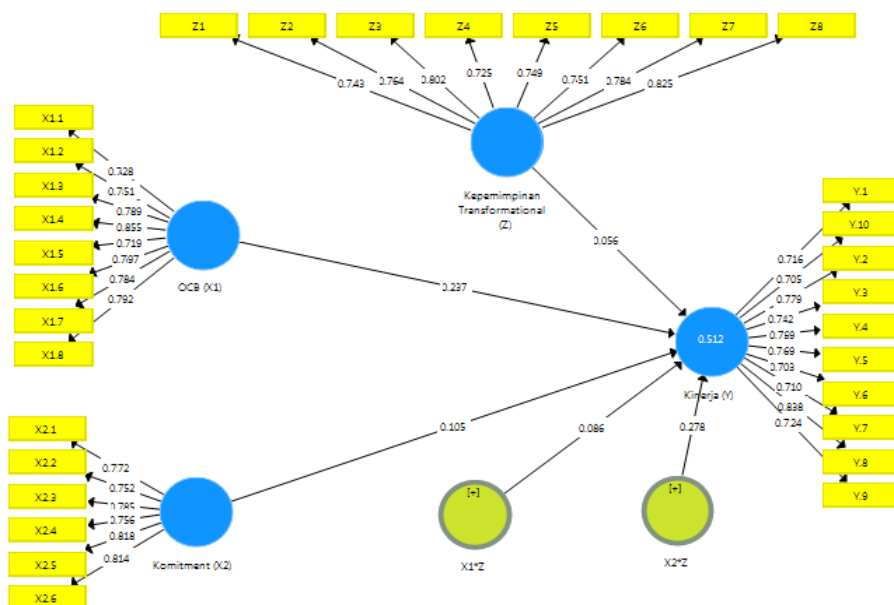 Z1
Z2
Z3
Z4
Z5
Z6
Z7
Z8
0.743
0.764
0.802
0.725
0.749
0.751
0.784
0.825
Kepemimpinan
Transformational
(Z)
X1.1
X1.2
X1.3
X1.4
X1.5
X1.6
X1.7
X1.8
0.728
0.751
0.789
0.855
0.719
0.797
0.784
0.792
OCB (X1)
0.056
0.237
0.105
0.086
0.278
X2.1
X2.2
X2.3
X2.4
X2.5
X2.6
0.772
0.752
0.785
0.756
0.818
0.814
Komitment (X2)
[+]
X1*Z
[+]
X2*Z
0.512
Kinerja (Y)
0.716
0.705
0.779
0.742
0.769
0.769
0.703
0.710
0.838
0.724
Y.1
Y.10
Y.2
Y.3
Y.4
Y.5
Y.6
Y.7
Y.8
Y.9